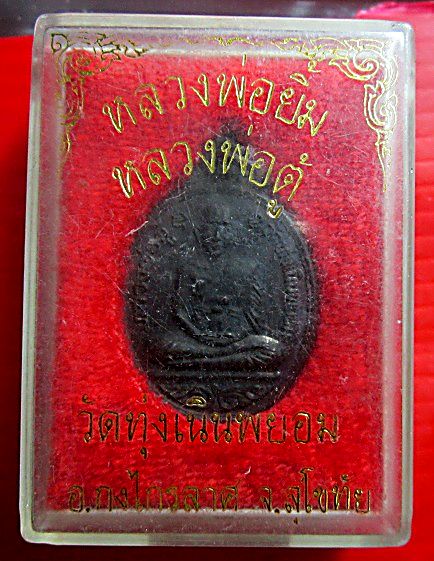 หลวงพ่อยิ้ม
หลวงพ่อตู้
วัดทุ่งเนินพยอม
อ.กงไกรลาศ จ.สุโขทัย